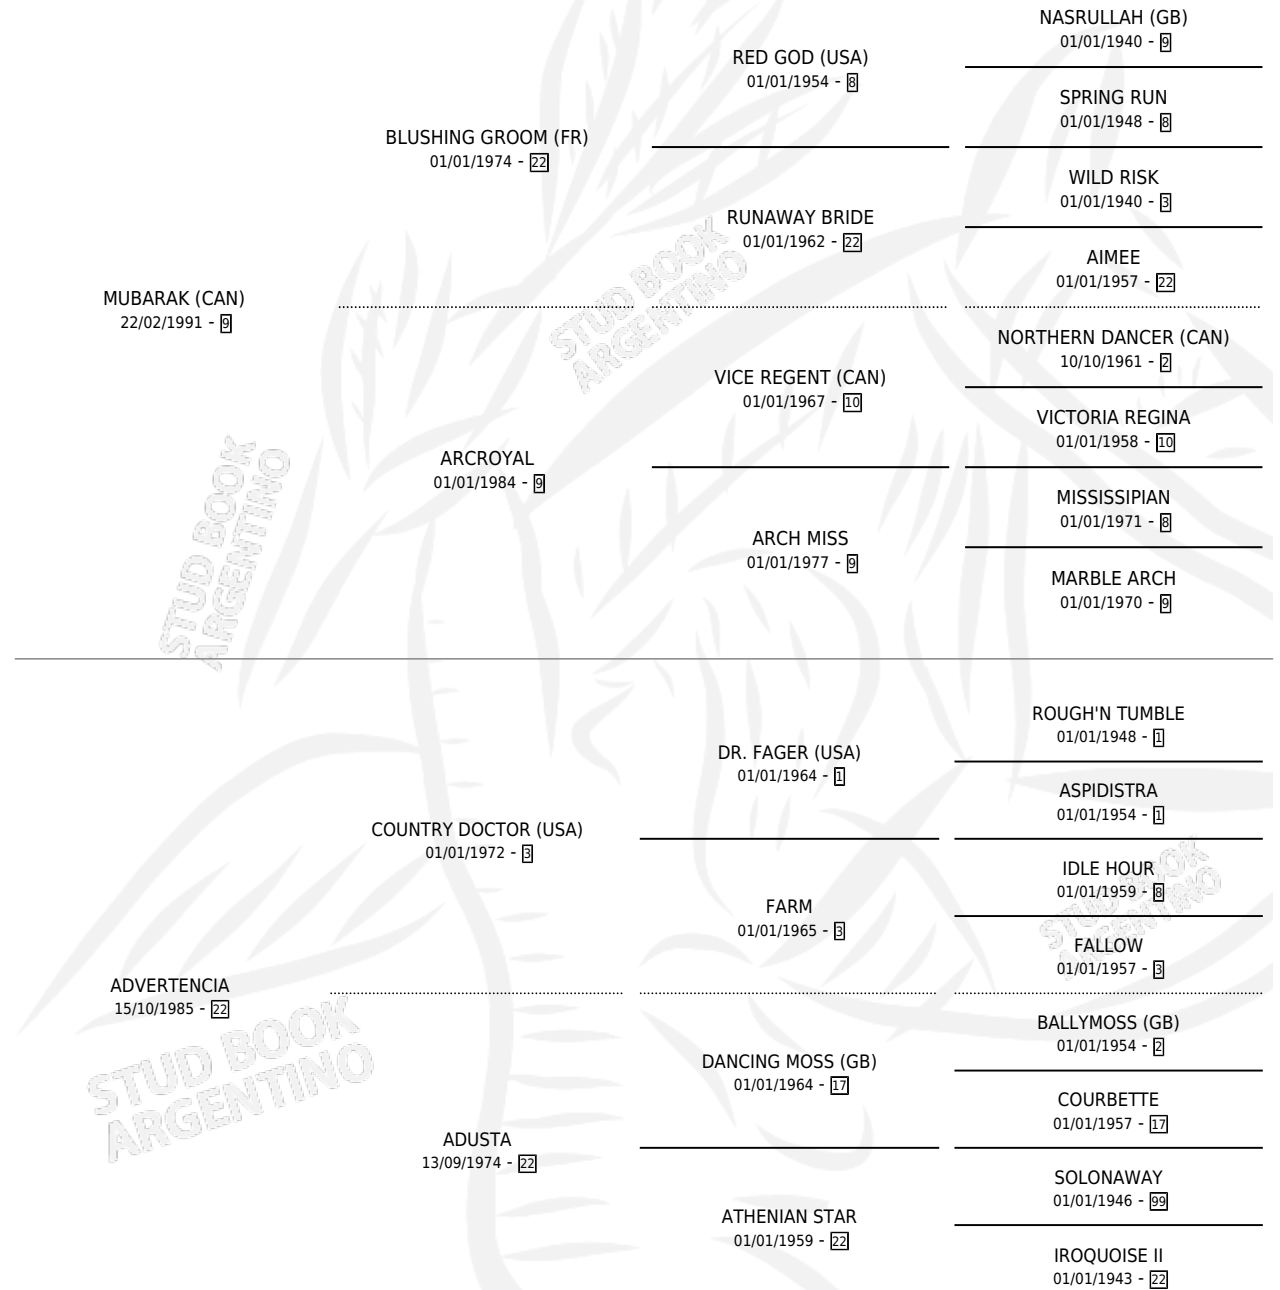 NASRULLAH (GB)
01/01/1940 - 9
RED GOD (USA)
01/01/1954 - 8
SPRING RUN
01/01/1948 - 8
BLUSHING GROOM (FR)
01/01/1974 - 22
WILD RISK
01/01/1940 - 3
RUNAWAY BRIDE
01/01/1962 - 22
AIMEE
01/01/1957 - 22
MUBARAK (CAN)
22/02/1991 - 9
NORTHERN DANCER (CAN)
10/10/1961 - 2
VICE REGENT (CAN)
01/01/1967 - 10
VICTORIA REGINA
01/01/1958 - 10
ARCROYAL
01/01/1984 - 9
MISSISSIPIAN
01/01/1971 - 8
ARCH MISS
01/01/1977 - 9
MARBLE ARCH
01/01/1970 - 9
STUD BOOK
ARGENTINO
STUD BOOK
ARGENTINO
ROUGH'N TUMBLE
01/01/1948 - 1
DR. FAGER (USA)
01/01/1964 - 1
ASPIDISTRA
01/01/1954 - 1
COUNTRY DOCTOR (USA)
01/01/1972 - 3
IDLE HOUR
01/01/1959 - 8
FARM
01/01/1965 - 3
FALLOW
01/01/1957 - 3
ADVERTENCIA
15/10/1985 - 22
BALLYMOSS (GB)
01/01/1954 - 2
DANCING MOSS (GB)
01/01/1964 - 17
COURBETTE
01/01/1957 - 17
ADUSTA
13/09/1974 - 22
SOLONAWAY
01/01/1946 - 99
ATHENIAN STAR
01/01/1959 - 22
IROQUOISE II
01/01/1943 - 22
STUD BOOK
ARGENTINO
STUD BOOK
ARGENTINO